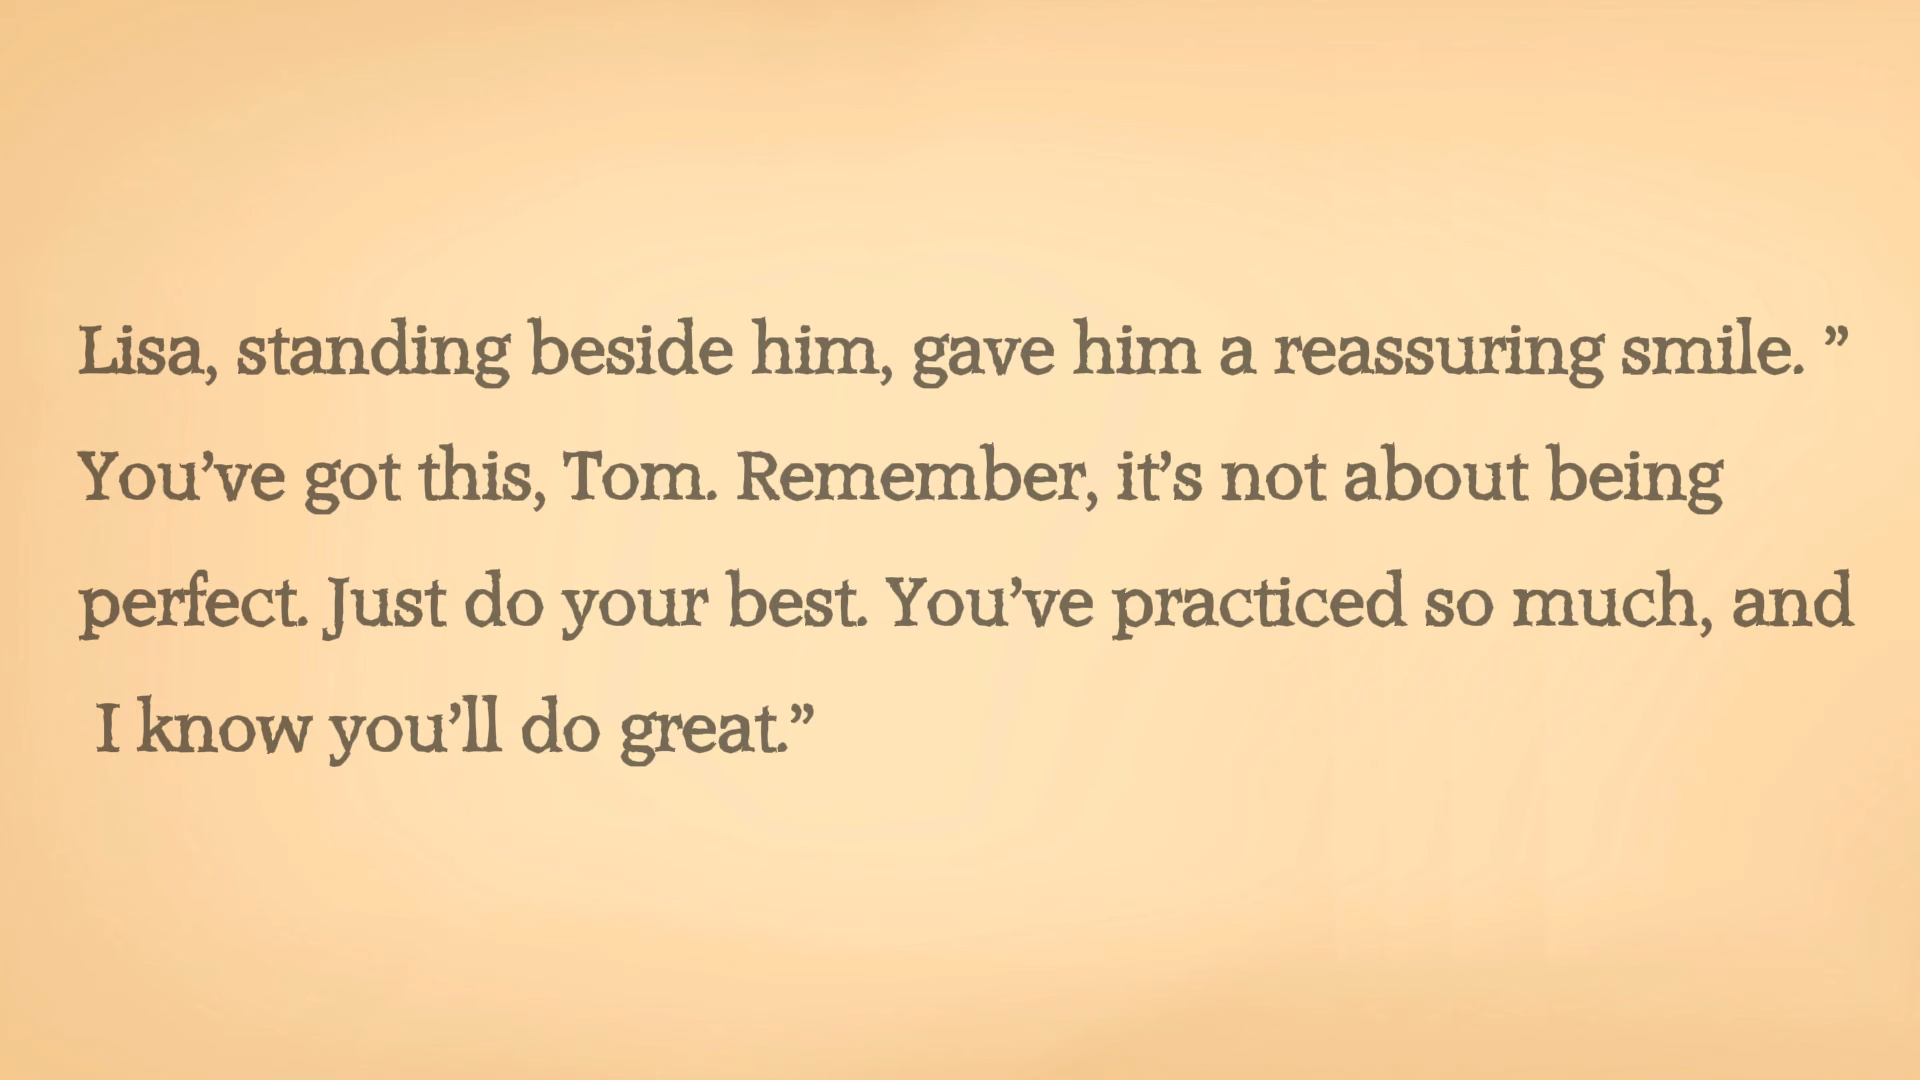 Lisa, standing beside him, gave him a reassuring smile. ”
You’ve got this, Tom. Remember, it’s not about being
perfect. Just do your best. You’ve practiced so much, and
I know you’ll do great.”